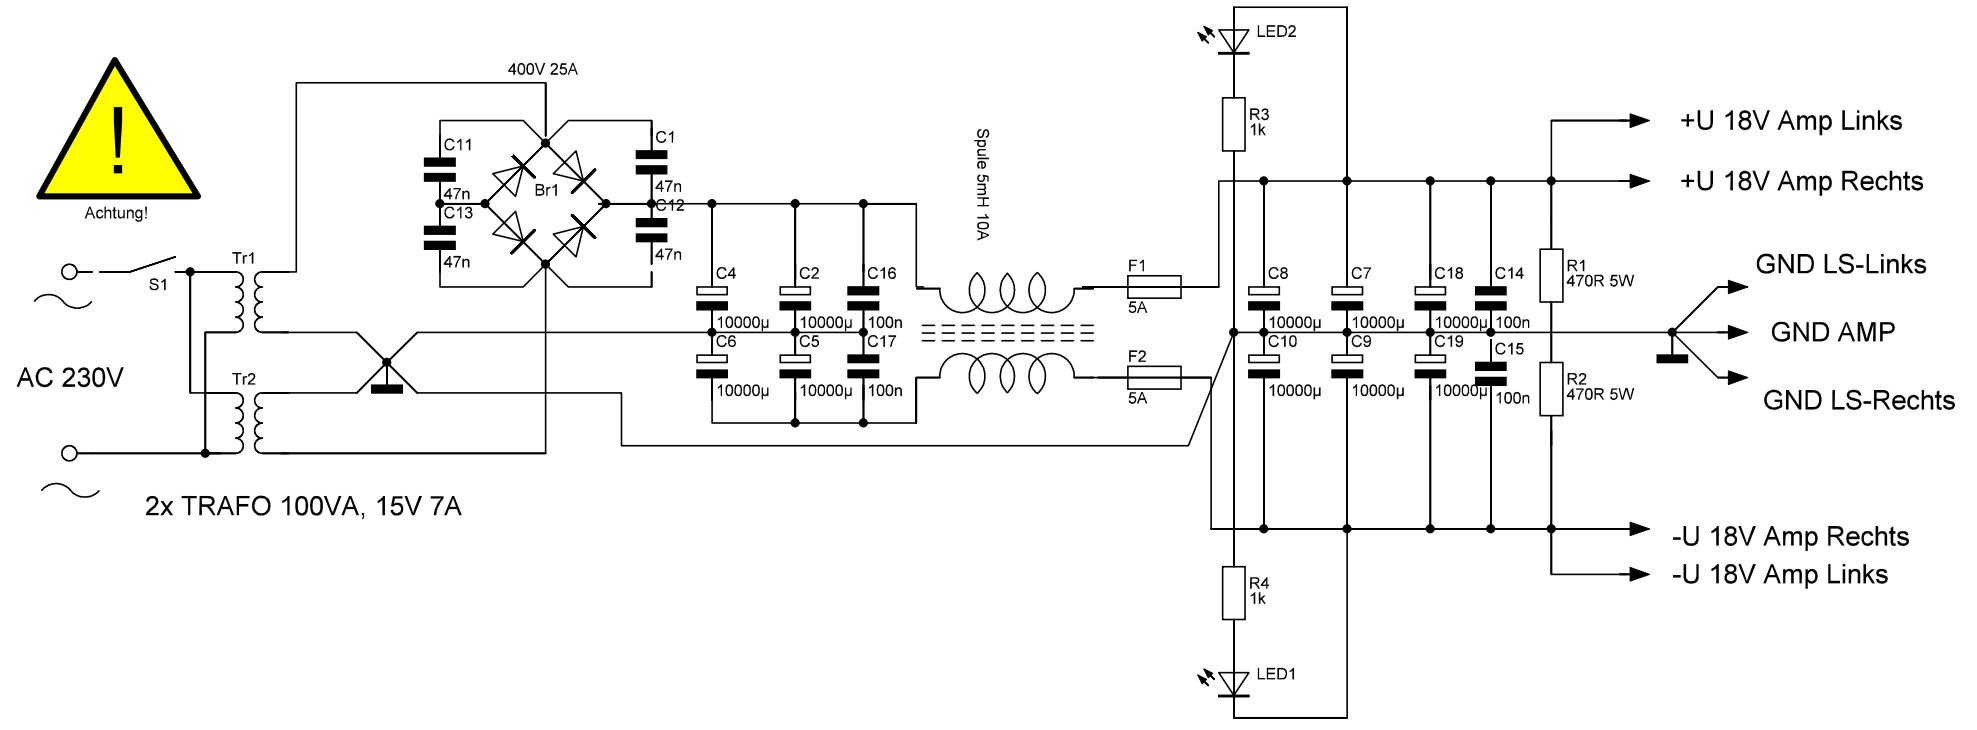 !
Achtung!
AC 230V
S1
Tr1
Tr2
2x TRAFO 100VA, 15V 7A
400V 25A
C11
47n
C13
47n
Br1
C1
47n
C12
47n
C4
10000µ
C2
10000µ
C16
100n
C6
10000µ
C5
10000µ
C17
100n
Spule 5mH 10A
F1
5A
F2
5A
LED2
R3
1k
R4
1k
LED1
C8
10000µ
C7
10000µ
C18
10000µ
C14
100n
C10
10000µ
C9
10000µ
C19
10000µ
C15
100n
R1
470R 5W
R2
470R 5W
+U 18V Amp Links
+U 18V Amp Rechts
GND LS-Links
GND AMP
GND LS-Rechts
-U 18V Amp Rechts
-U 18V Amp Links